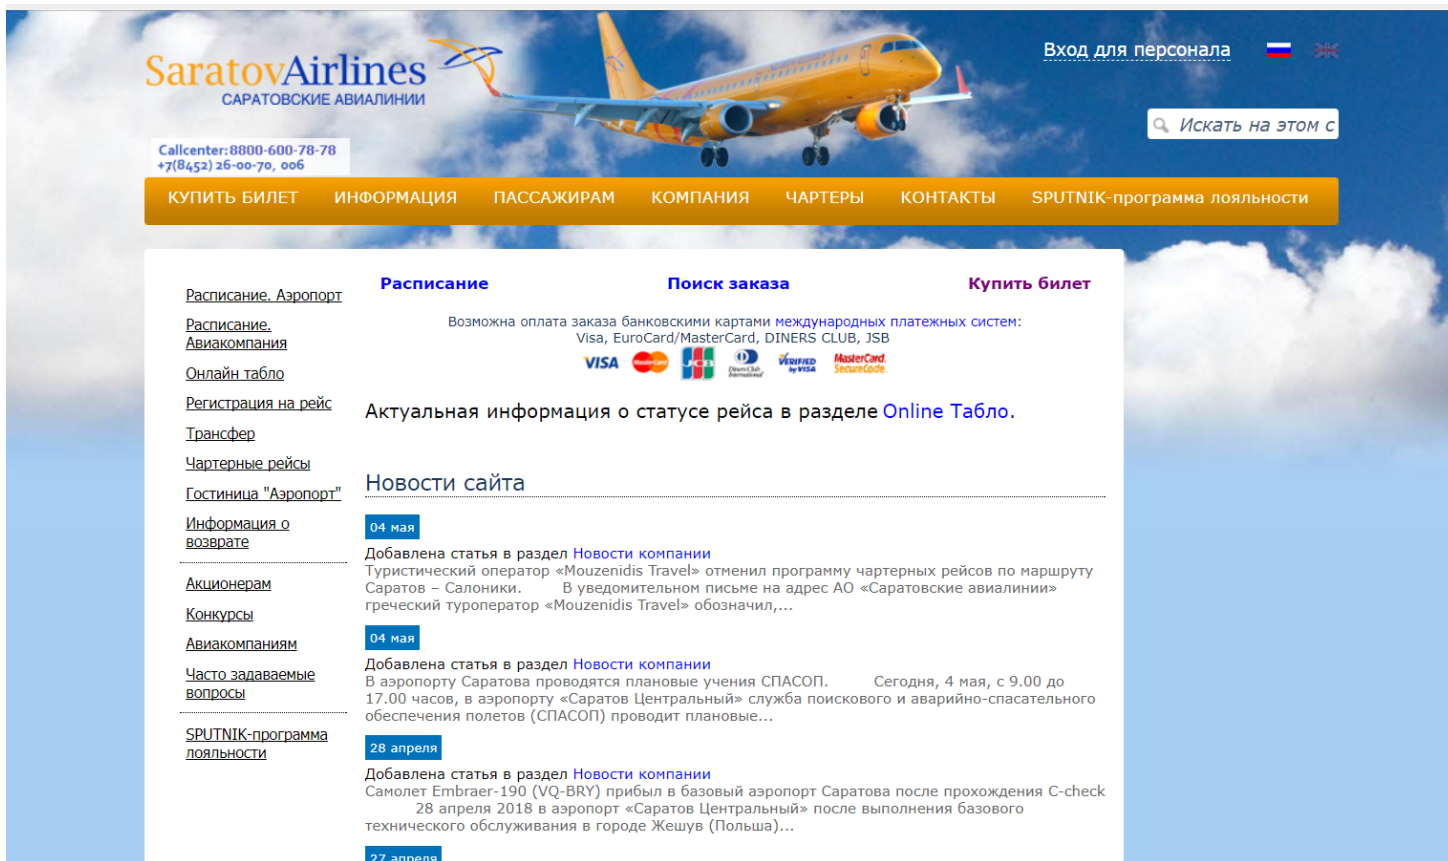 SaratovAirlines
САРАТОВСКИЕ АВИАЛИНИИ
Вход для персонала
Искать на этом с
Callcenter: 8800-600-78-78
+7(8452) 26-00-70, 006
КУПИТЬ БИЛЕТ ИНФОРМАЦИЯ ПАССАЖИРАМ КОМПАНИЯ ЧАРТЕРЫ КОНТАКТЫ SPUTNIK-программа лояльности
Расписание. Аэропорт
Расписание.
Авиакомпания
Онлайн табло
Регистрация на рейс
Трансфер
Чартерные рейсы
Гостиница "Аэропорт"
Информация о
возврате
Акционерам
Конкурсы
Авиакомпаниям
Часто задаваемые
вопросы
SPUTNIK-программа
лояльности
Расписание Поиск заказа Купить билет
Возможна оплата заказа банковскими картами международных платежных систем:
Visa, EuroCard/MasterCard, DINERS CLUB, JSB
VISA MasterCard JCB Diners Club International VERIFIED by VISA MasterCard. SecureCode.
Актуальная информация о статусе рейса в разделе Online Табло.
Новости сайта
04 мая
Добавлена статья в раздел Новости компании
Туристический оператор «Mouzenidis Travel» отменил программу чартерных рейсов по маршруту
Саратов – Салоники. В уведомительном письме на адрес АО «Саратовские авиалинии»
греческий туроператор «Mouzenidis Travel» обозначил,...
04 мая
Добавлена статья в раздел Новости компании
В аэропорту Саратова проводятся плановые учения СПАСОП. Сегодня, 4 мая, с 9.00 до
17.00 часов, в аэропорту «Саратов Центральный» служба поискового и аварийно-спасательного
обеспечения полетов (СПАСОП) проводит плановые...
28 апреля
Добавлена статья в раздел Новости компании
Самолет Embraer-190 (VQ-BRY) прибыл в базовый аэропорт Саратова после прохождения C-check
28 апреля 2018 в аэропорт «Саратов Центральный» после выполнения базового
технического обслуживания в городе Жешув (Польша)...
27 апреля